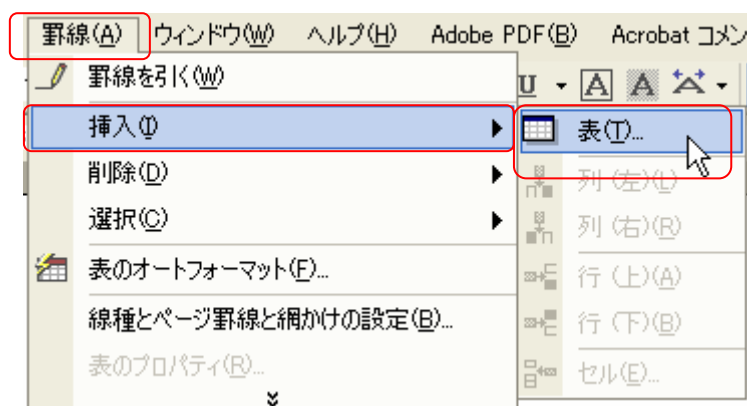 罫線(A) ウィンドウ(W) ヘルプ(H) Adobe PDF(B) Acrobat コメン
罫線を引く(W)
U A A A
挿入(I)
表(T)...
削除(D)
列 (左)(L)
選択(C)
列 (右)(R)
表のオートフォーマット(F)...
行 (上)(A)
線種とページ罫線と網かけの設定(B)...
行 (下)(B)
表のプロパティ(R)...
セル(E)...